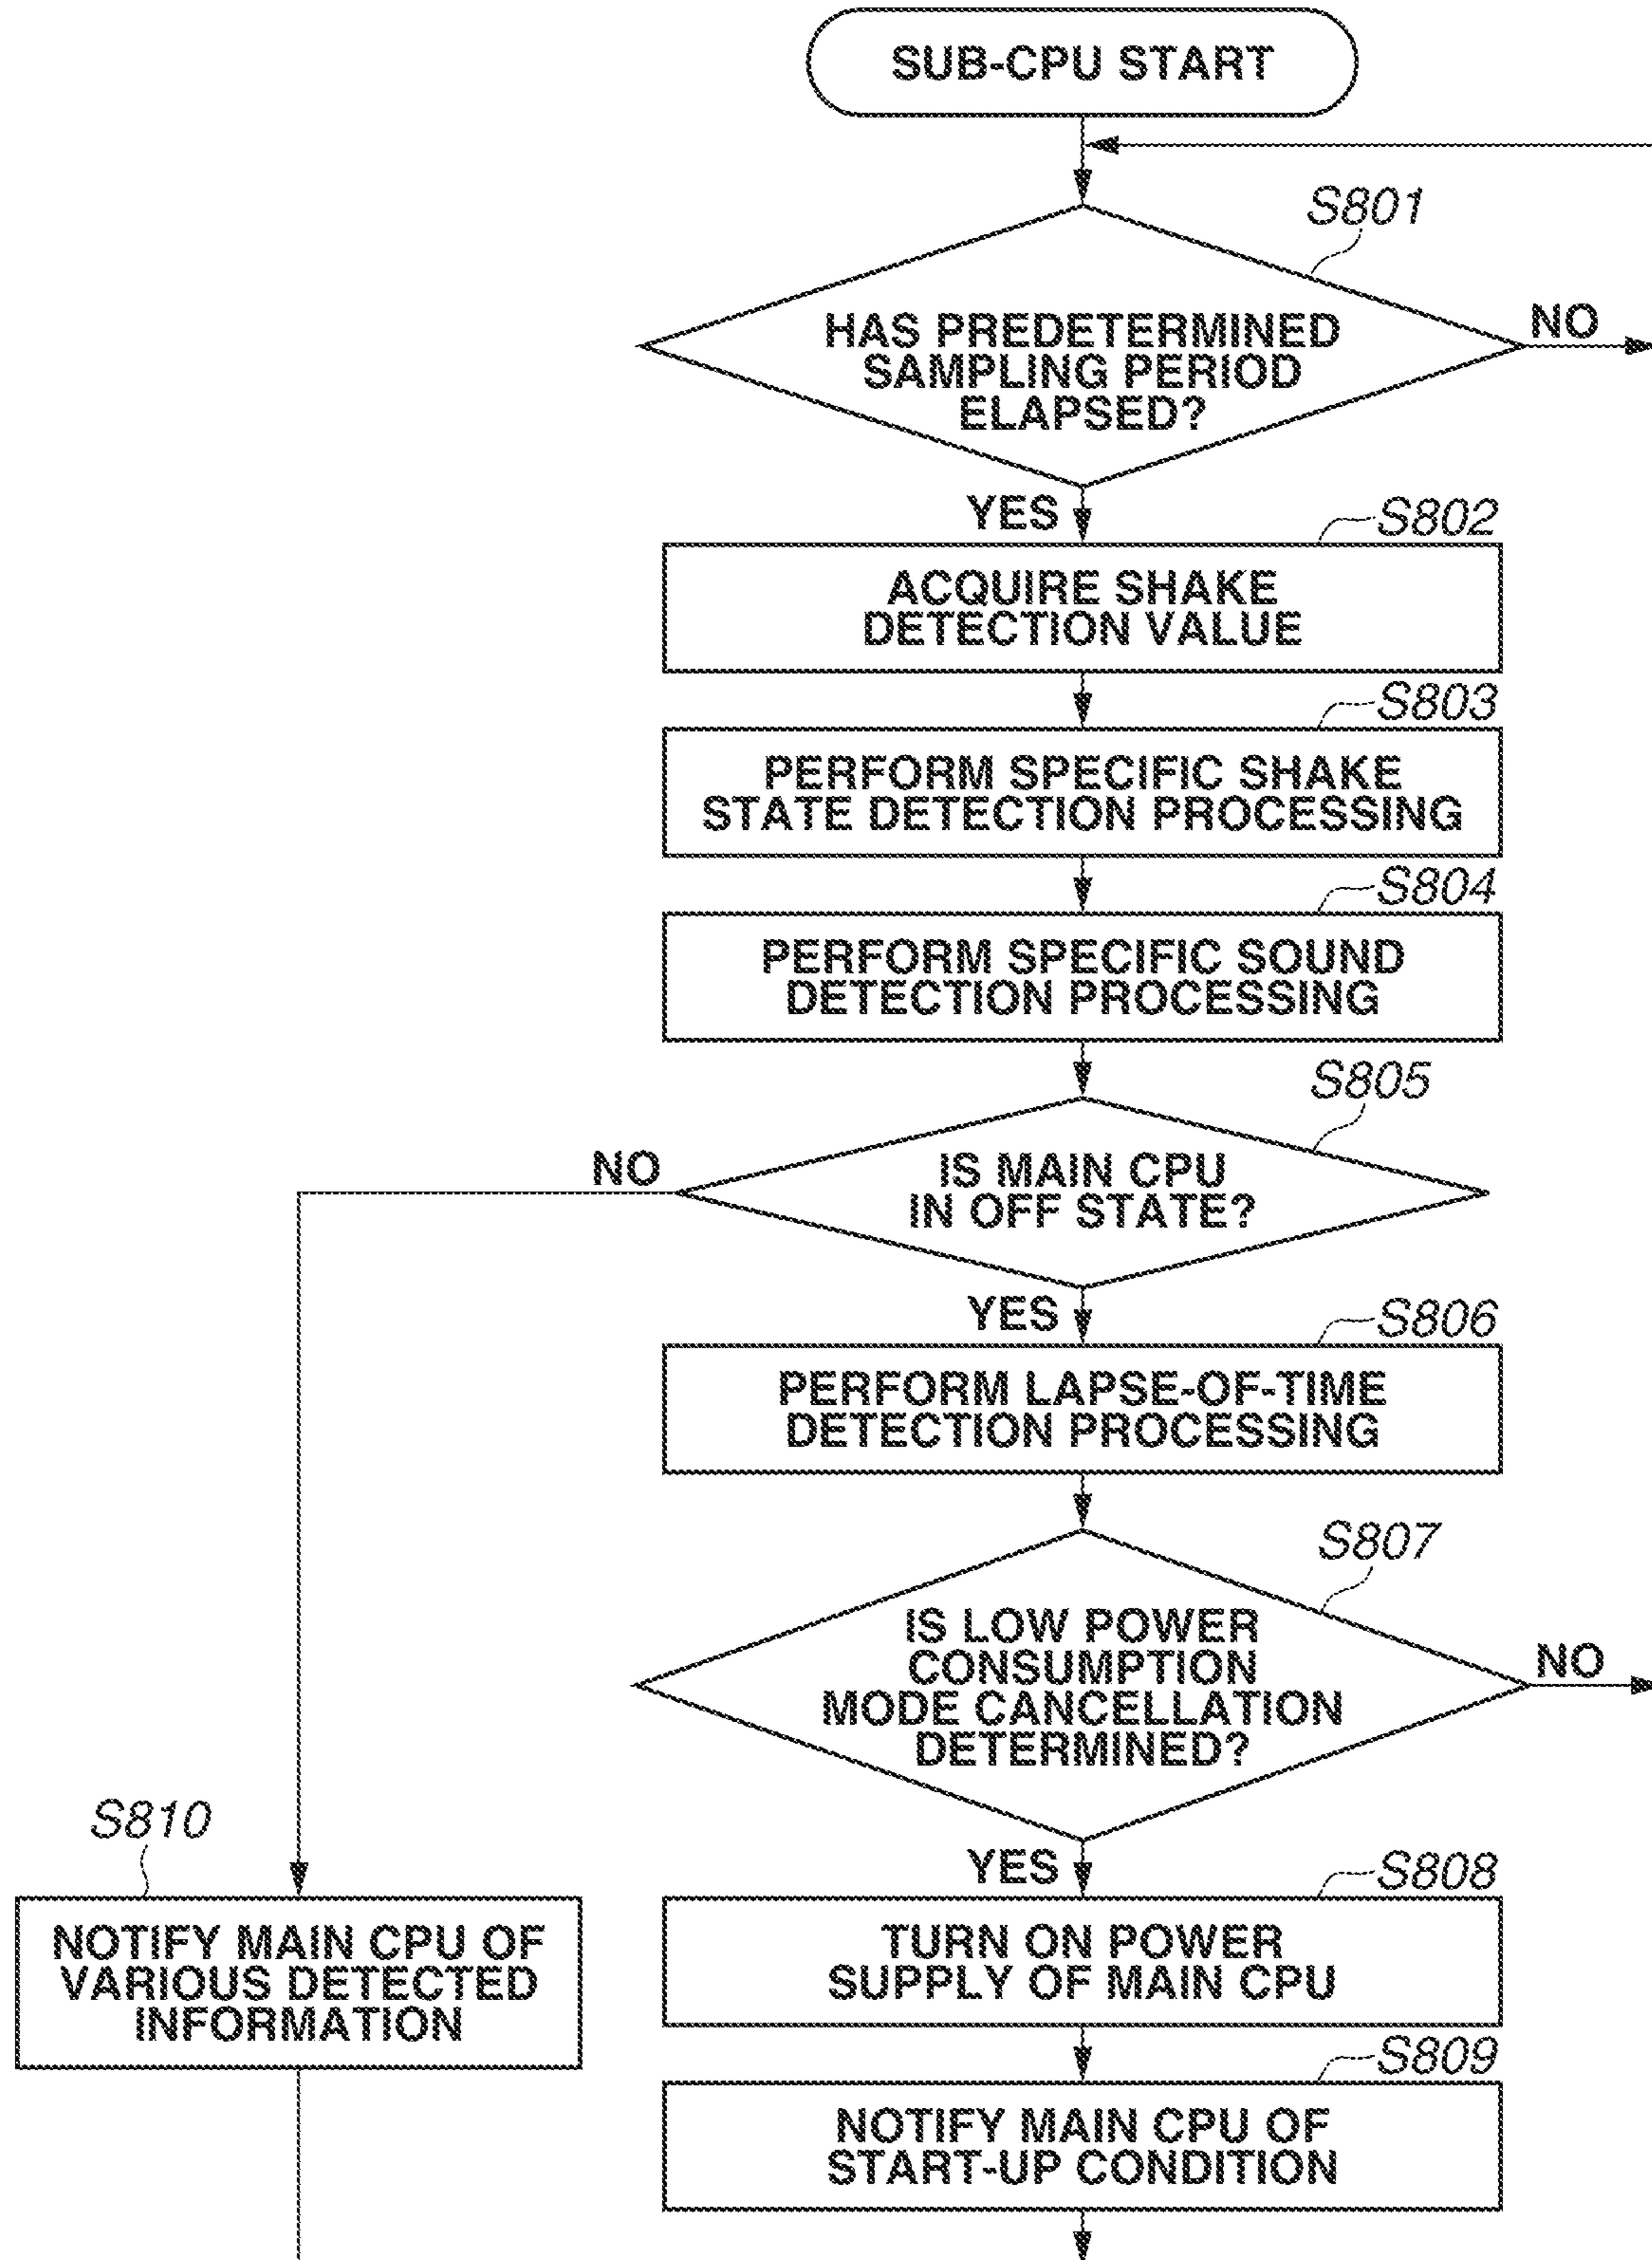 SUB-CPU START
S801
HAS PREDETERMINED
SAMPLING PERIOD
ELAPSED?
NO
YES
S802
ACQUIRE SHAKE
DETECTION VALUE
S803
PERFORM SPECIFIC SHAKE
STATE DETECTION PROCESSING
S804
PERFORM SPECIFIC SOUND
DETECTION PROCESSING
S805
NO
IS MAIN CPU
IN OFF STATE?
YES
S806
PERFORM LAPSE-OF-TIME
DETECTION PROCESSING
S807
IS LOW POWER
CONSUMPTION
MODE CANCELLATION
DETERMINED?
NO
YES
S808
TURN ON POWER
SUPPLY OF MAIN CPU
S810
NOTIFY MAIN CPU OF
VARIOUS DETECTED
INFORMATION
S809
NOTIFY MAIN CPU OF
START-UP CONDITION